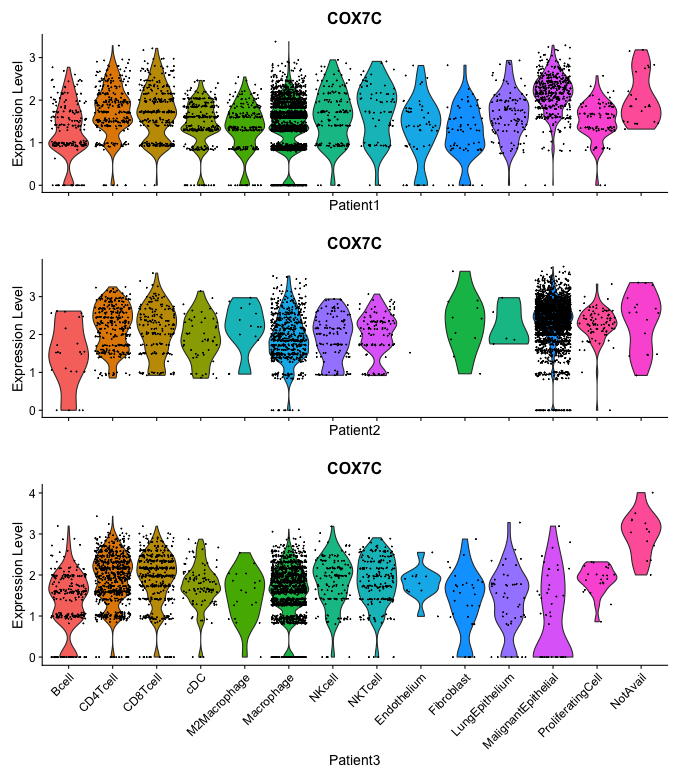 COX7C
Expression Level
3
2
1
0
Patient1
COX7C
Expression Level
3
2
1
0
Patient2
COX7C
Expression Level
4
3
2
1
0
Bcell
CD4Tcell
CD8Tcell
cDC
M2Macrophage
Macrophage
NKcell
NKTcell
Endothelium
Fibroblast
LungEpithelium
MalignantEpithelial
ProliferatingCell
NotAvail
Patient3